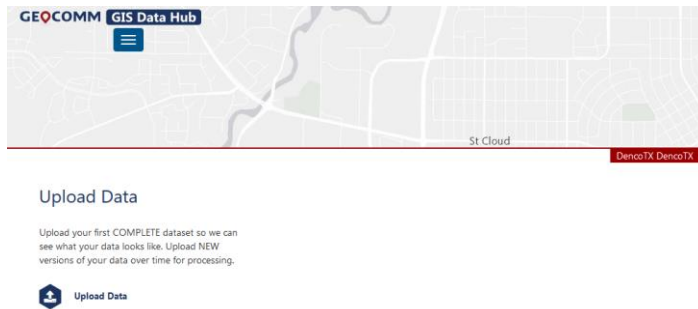 GEOCOMM GIS Data Hub
St Cloud
DencoTX DencoTX
Upload Data
Upload your first COMPLETE dataset so we can
see what your data looks like. Upload NEW
versions of your data over time for processing.
Upload Data